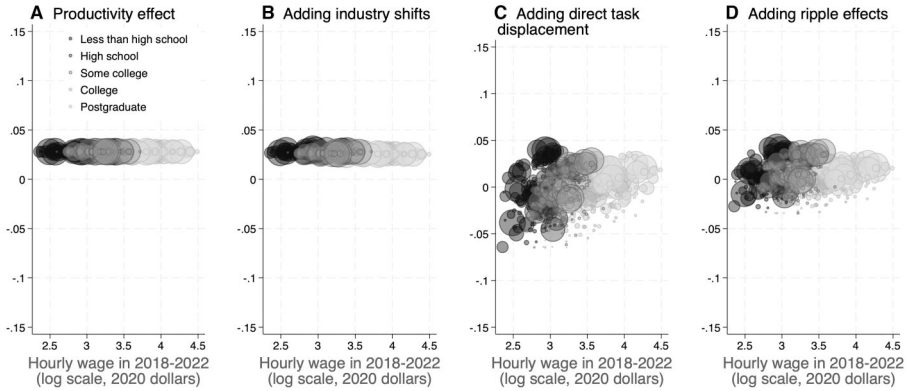 A Productivity effect
.15
.1
.05
0
-.05
-.1
-.15
Less than high school
High school
Some college
College
Postgraduate
2.5 3 3.5 4 4.5
Hourly wage in 2018-2022
(log scale, 2020 dollars)
B Adding industry shifts
.15
.1
.05
0
-.05
-.1
-.15
2.5 3 3.5 4 4.5
Hourly wage in 2018-2022
(log scale, 2020 dollars)
C Adding direct task
displacement
.15
.1
.05
0
-.05
-.1
-.15
2.5 3 3.5 4 4.5
Hourly wage in 2018-2022
(log scale, 2020 dollars)
D Adding ripple effects
.15
.1
.05
0
-.05
-.1
-.15
2.5 3 3.5 4 4.5
Hourly wage in 2018-2022
(log scale, 2020 dollars)